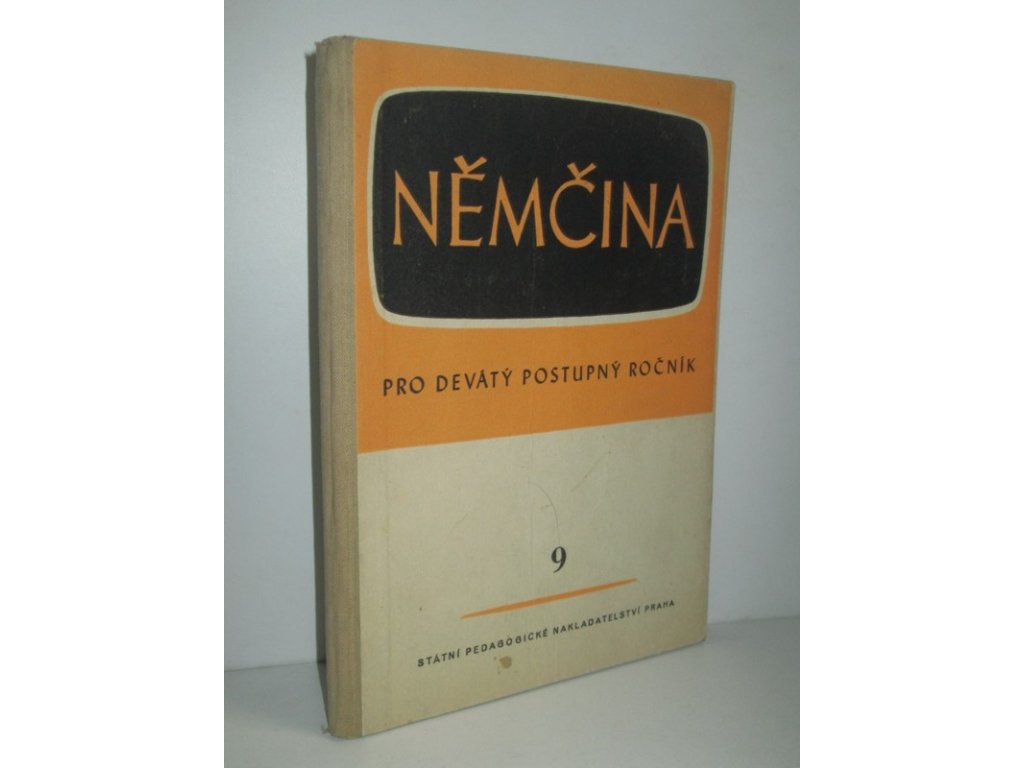 NĚMČINA
PRO DEVÁTÝ POSTUPNÝ ROČNÍK
9
STÁTNÍ PEDAGOGICKÉ NAKLADATELSTVÍ PRAHA